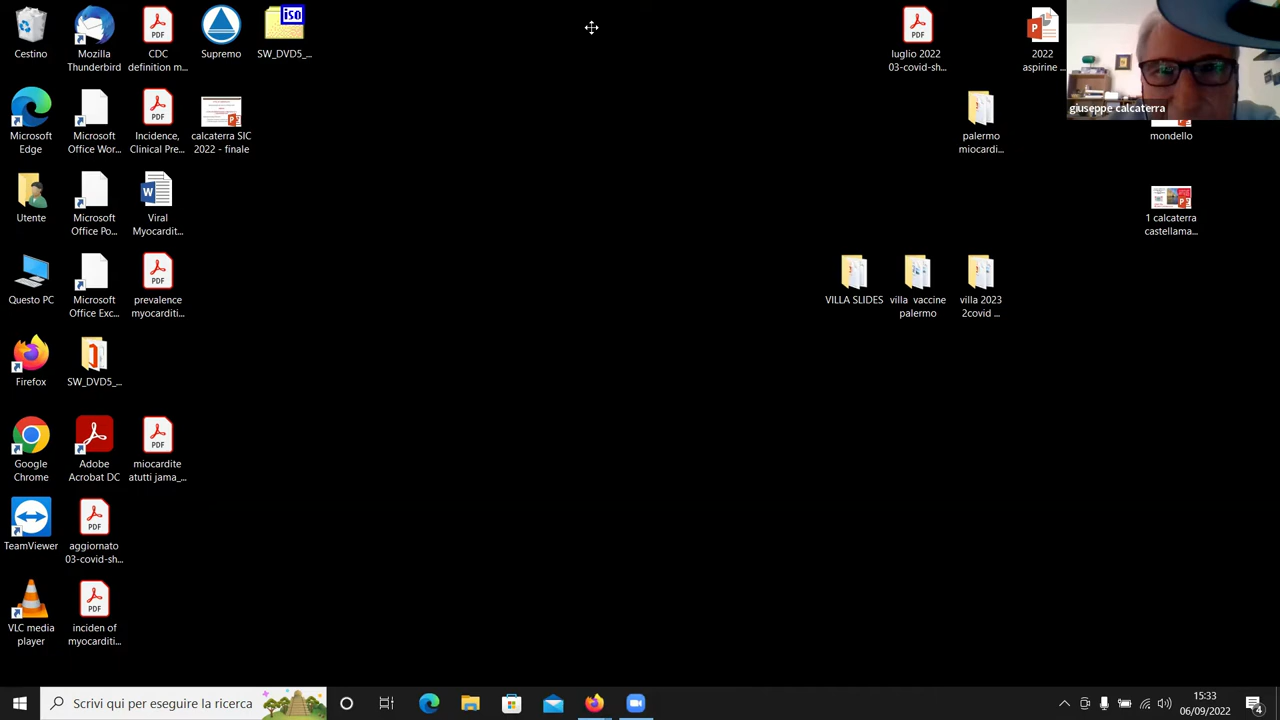 Cestino
Mozilla
Thunderbird
CDC
definition m...
Supremo
iso
SW_DVD5_...
luglio 2022
03-covid-sh...
2022
aspirine ...
giuseppe calcaterra
Microsoft
Edge
Microsoft
Office Wor...
Incidence,
Clinical Pre...
calcaterra SIC
2022 - finale
palermo
miocardi...
mondello
Utente
Microsoft
Office Po...
Viral
Myocardit...
1 calcaterra
castellama...
Questo PC
Microsoft
Office Exc...
prevalence
myocarditi...
VILLA SLIDES
villa vaccine
palermo
villa 2023
2covid ...
Firefox
SW_DVD5_...
Google
Chrome
Adobe
Acrobat DC
miocardite
atutti jama_...
TeamViewer
aggiornato
03-covid-sh...
VLC media
player
inciden of
myocarditi...
Scrivi qui per eseguire la ricerca
15:33
06/09/2022
4